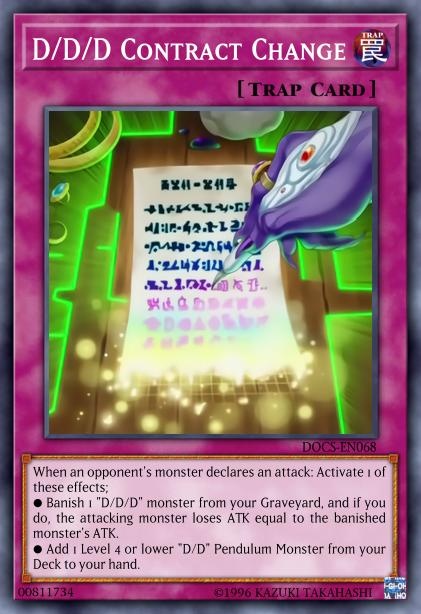 D/D/D CONTRACT CHANGE
TRAP
罠
[TRAP CARD]
DOCS-EN068
When an opponent's monster declares an attack: Activate 1 of
these effects;
● Banish 1 "D/D/D" monster from your Graveyard, and if you
do, the attacking monster loses ATK equal to the banished
monster's ATK.
● Add 1 Level 4 or lower "D/D" Pendulum Monster from your
Deck to your hand.
00811734
©1996 KAZUKI TAKAHASHI